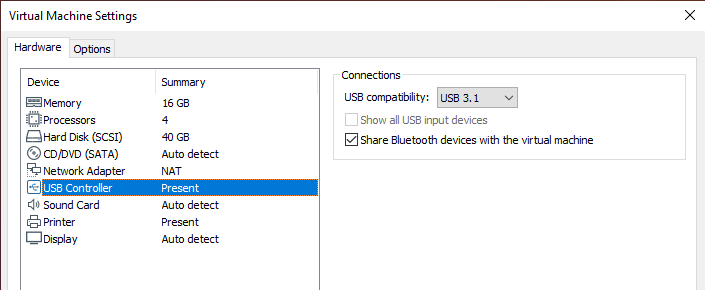 Virtual Machine Settings
Hardware Options
Device Summary
Memory 16 GB
Processors 4
Hard Disk (SCSI) 40 GB
CD/DVD (SATA) Auto detect
Network Adapter NAT
USB Controller Present
Sound Card Auto detect
Printer Present
Display Auto detect
Connections
USB compatibility: USB 3.1
Show all USB input devices
Share Bluetooth devices with the virtual machine